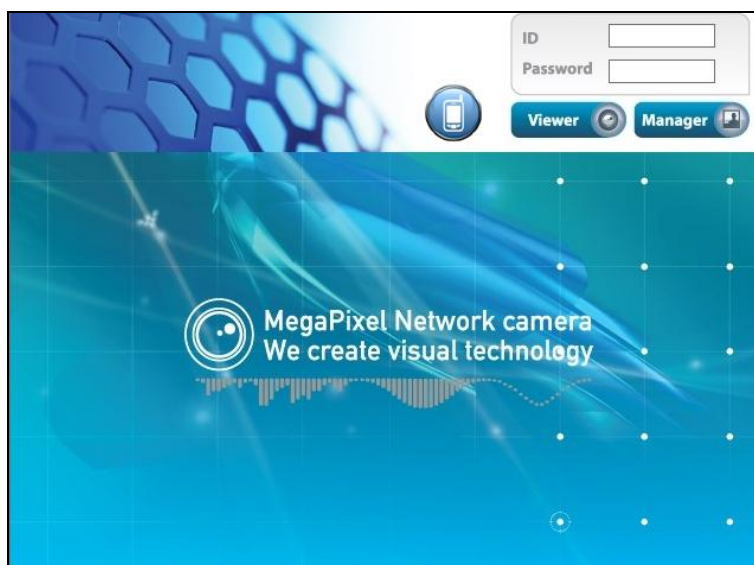 ID
Password
Viewer
Manager
MegaPixel Network camera
We create visual technology